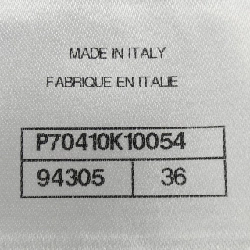 MADE IN ITALY
FABRIQUE EN ITALIE
P70410K10054
94305 36